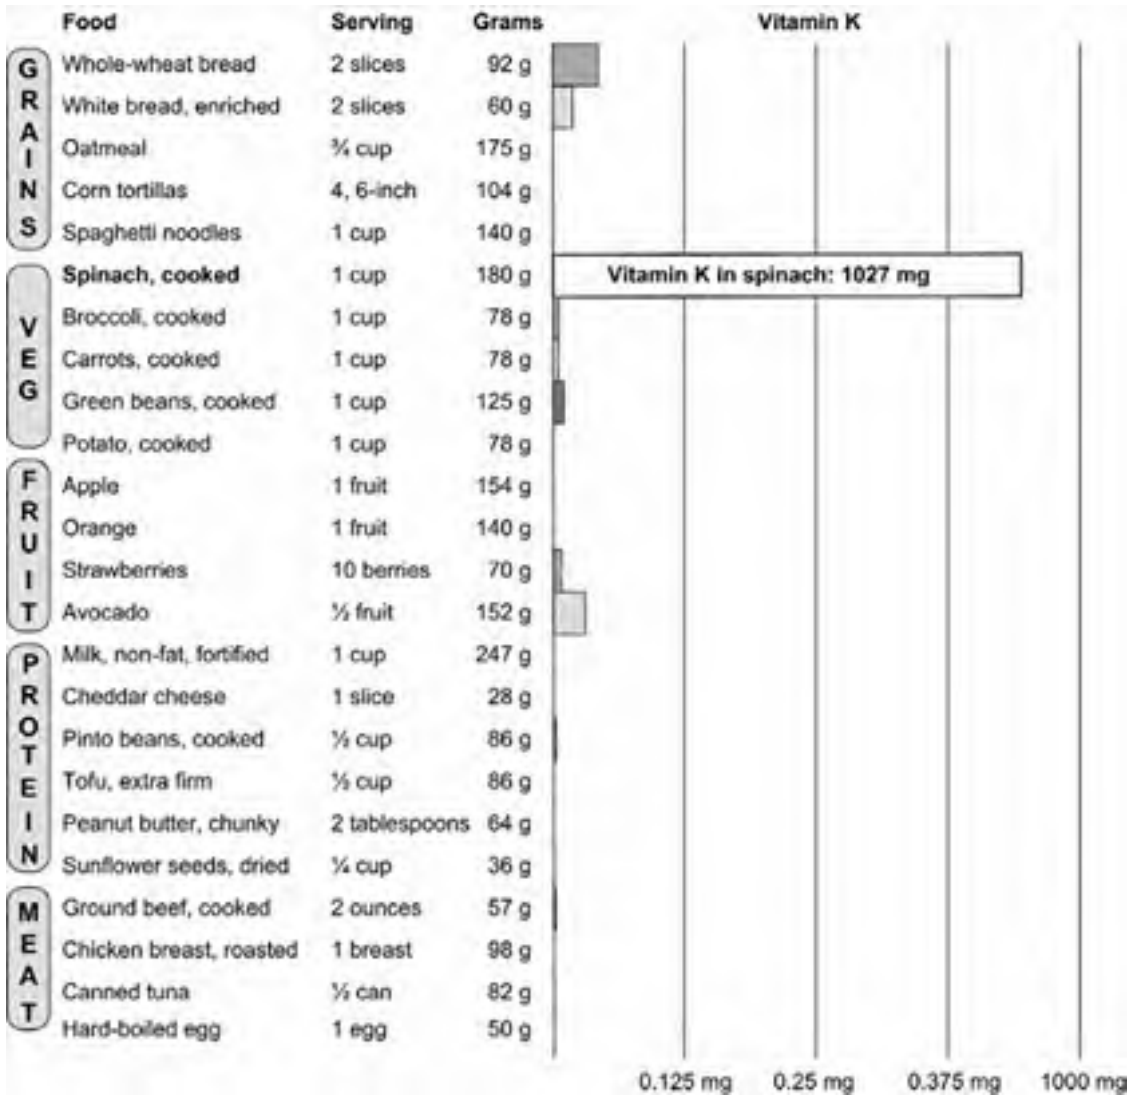 Food Serving Grams Vitamin K
GRAINS
Whole-wheat bread 2 slices 92 g
White bread, enriched 2 slices 60 g
Oatmeal ¾ cup 175 g
Corn tortillas 4, 6-inch 104 g
Spaghetti noodles 1 cup 140 g
VEG
Spinach, cooked 1 cup 180 g Vitamin K in spinach: 1027 mg
Broccoli, cooked 1 cup 78 g
Carrots, cooked 1 cup 78 g
Green beans, cooked 1 cup 125 g
Potato, cooked 1 cup 78 g
FRUIT
Apple 1 fruit 154 g
Orange 1 fruit 140 g
Strawberries 10 berries 70 g
Avocado ½ fruit 152 g
PROTEIN
Milk, non-fat, fortified 1 cup 247 g
Cheddar cheese 1 slice 28 g
Pinto beans, cooked ½ cup 86 g
Tofu, extra firm ½ cup 86 g
Peanut butter, chunky 2 tablespoons 64 g
Sunflower seeds, dried ¼ cup 36 g
MEAT
Ground beef, cooked 2 ounces 57 g
Chicken breast, roasted 1 breast 98 g
Canned tuna ½ can 82 g
Hard-boiled egg 1 egg 50 g
0.125 mg 0.25 mg 0.375 mg 1000 mg